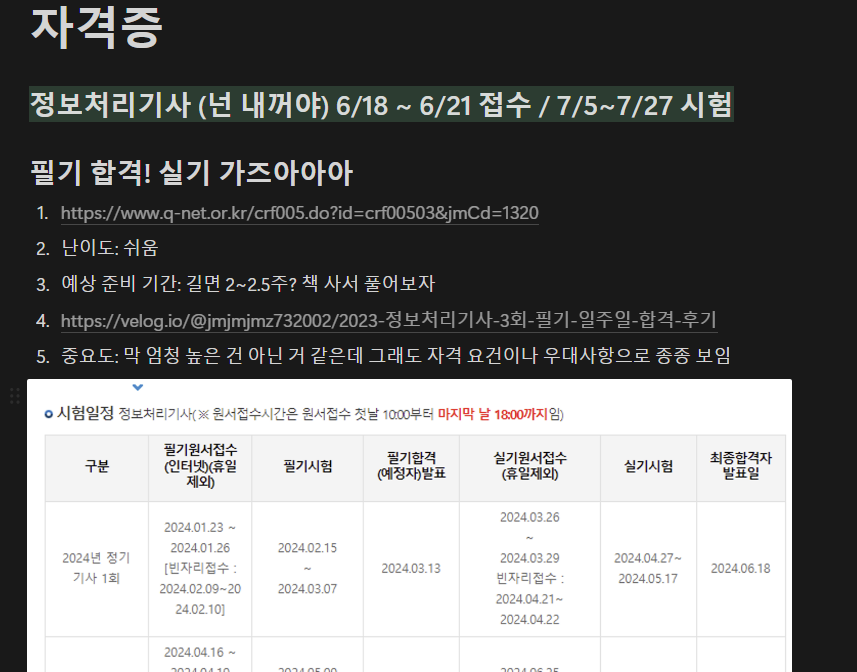 자격증
정보처리기사 (넌 내꺼야) 6/18 ~ 6/21 접수 / 7/5~7/27 시험
필기 합격! 실기 가즈아아아
1. https://www.q-net.or.kr/crf005.do?id=crf00503&jmCd=1320
2. 난이도: 쉬움
3. 예상 준비 기간: 길면 2~2.5주? 책 사서 풀어보자
4. https://velog.io/@jmjmjmz732002/2023-정보처리기사-3회-필기-일주일-합격-후기
5. 중요도: 막 엄청 높은 건 아닌 거 같은데 그래도 자격 요건이나 우대사항으로 종종 보임
시험일정 정보처리기사(※ 원서접수시간은 원서접수 첫날 10:00부터 마지막 날 18:00까지임)
구분
필기원서접수
(인터넷)(휴일
제외)
필기시험
필기합격
(예정자)발표
실기원서접수
(휴일제외)
실기시험
최종합격자
발표일
2024년 정기
기사 1회
2024.01.23 ~
2024.01.26
[빈자리접수 :
2024.02.09~20
24.02.10]
2024.02.15
~
2024.03.07
2024.03.13
2024.03.26
~
2024.03.29
빈자리접수 :
2024.04.21~
2024.04.22
2024.04.27~
2024.05.17
2024.06.18
2024.04.16 ~